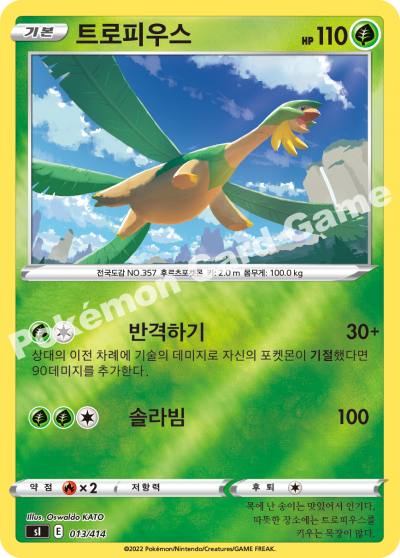 기본 트로피우스 HP 110
Pokémon Card Game
전국도감 NO.357 후르츠포켓몬 키: 2.0 m 몸무게: 100.0 kg
반격하기 30+
상대의 이전 차례에 기술의 데미지로 자신의 포켓몬이 기절했다면
90데미지를 추가한다.
솔라빔 100
약점 ×2 저항력 후퇴
Illus. Oswaldo KATO
sI E 013/414
목에 난 송이는 맛있어서 인기다.
따뜻한 장소에는 트로피우스를
키우는 목장이 많다.
©2022 Pokémon/Nintendo/Creatures/GAME FREAK.